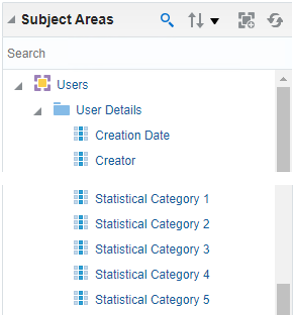 Subject Areas
Search
Users
User Details
Creation Date
Creator
Statistical Category 1
Statistical Category 2
Statistical Category 3
Statistical Category 4
Statistical Category 5